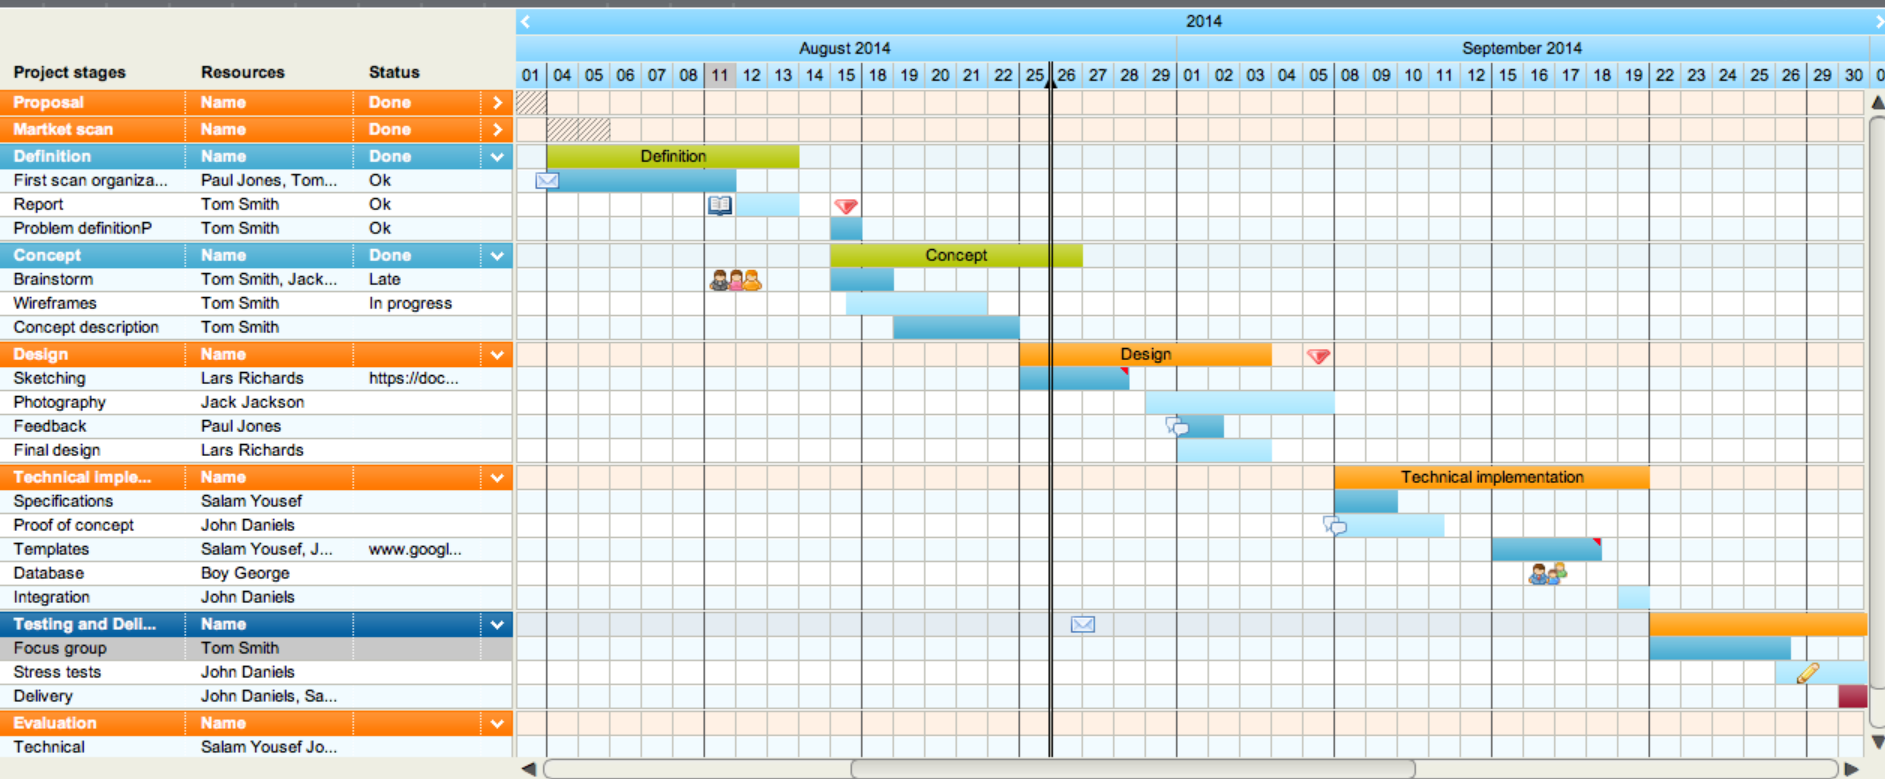 2014
August 2014 September 2014
Project stages Resources Status 01 04 05 06 07 08 11 12 13 14 15 18 19 20 21 22 25 26 27 28 29 01 02 03 04 05 08 09 10 11 12 15 16 17 18 19 22 23 24 25 26 29 30
Proposal Name Done
Martket scan Name Done
Definition Name Done Definition
First scan organiza... Paul Jones, Tom... Ok
Report Tom Smith Ok
Problem definitionP Tom Smith Ok
Concept Name Done Concept
Brainstorm Tom Smith, Jack... Late
Wireframes Tom Smith In progress
Concept description Tom Smith
Design Name Design
Sketching Lars Richards https://doc...
Photography Jack Jackson
Feedback Paul Jones
Final design Lars Richards
Technical imple... Name Technical implementation
Specifications Salam Yousef
Proof of concept John Daniels
Templates Salam Yousef, J... www.googl...
Database Boy George
Integration John Daniels
Testing and Deli... Name
Focus group Tom Smith
Stress tests John Daniels
Delivery John Daniels, Sa...
Evaluation Name
Technical Salam Yousef Jo...